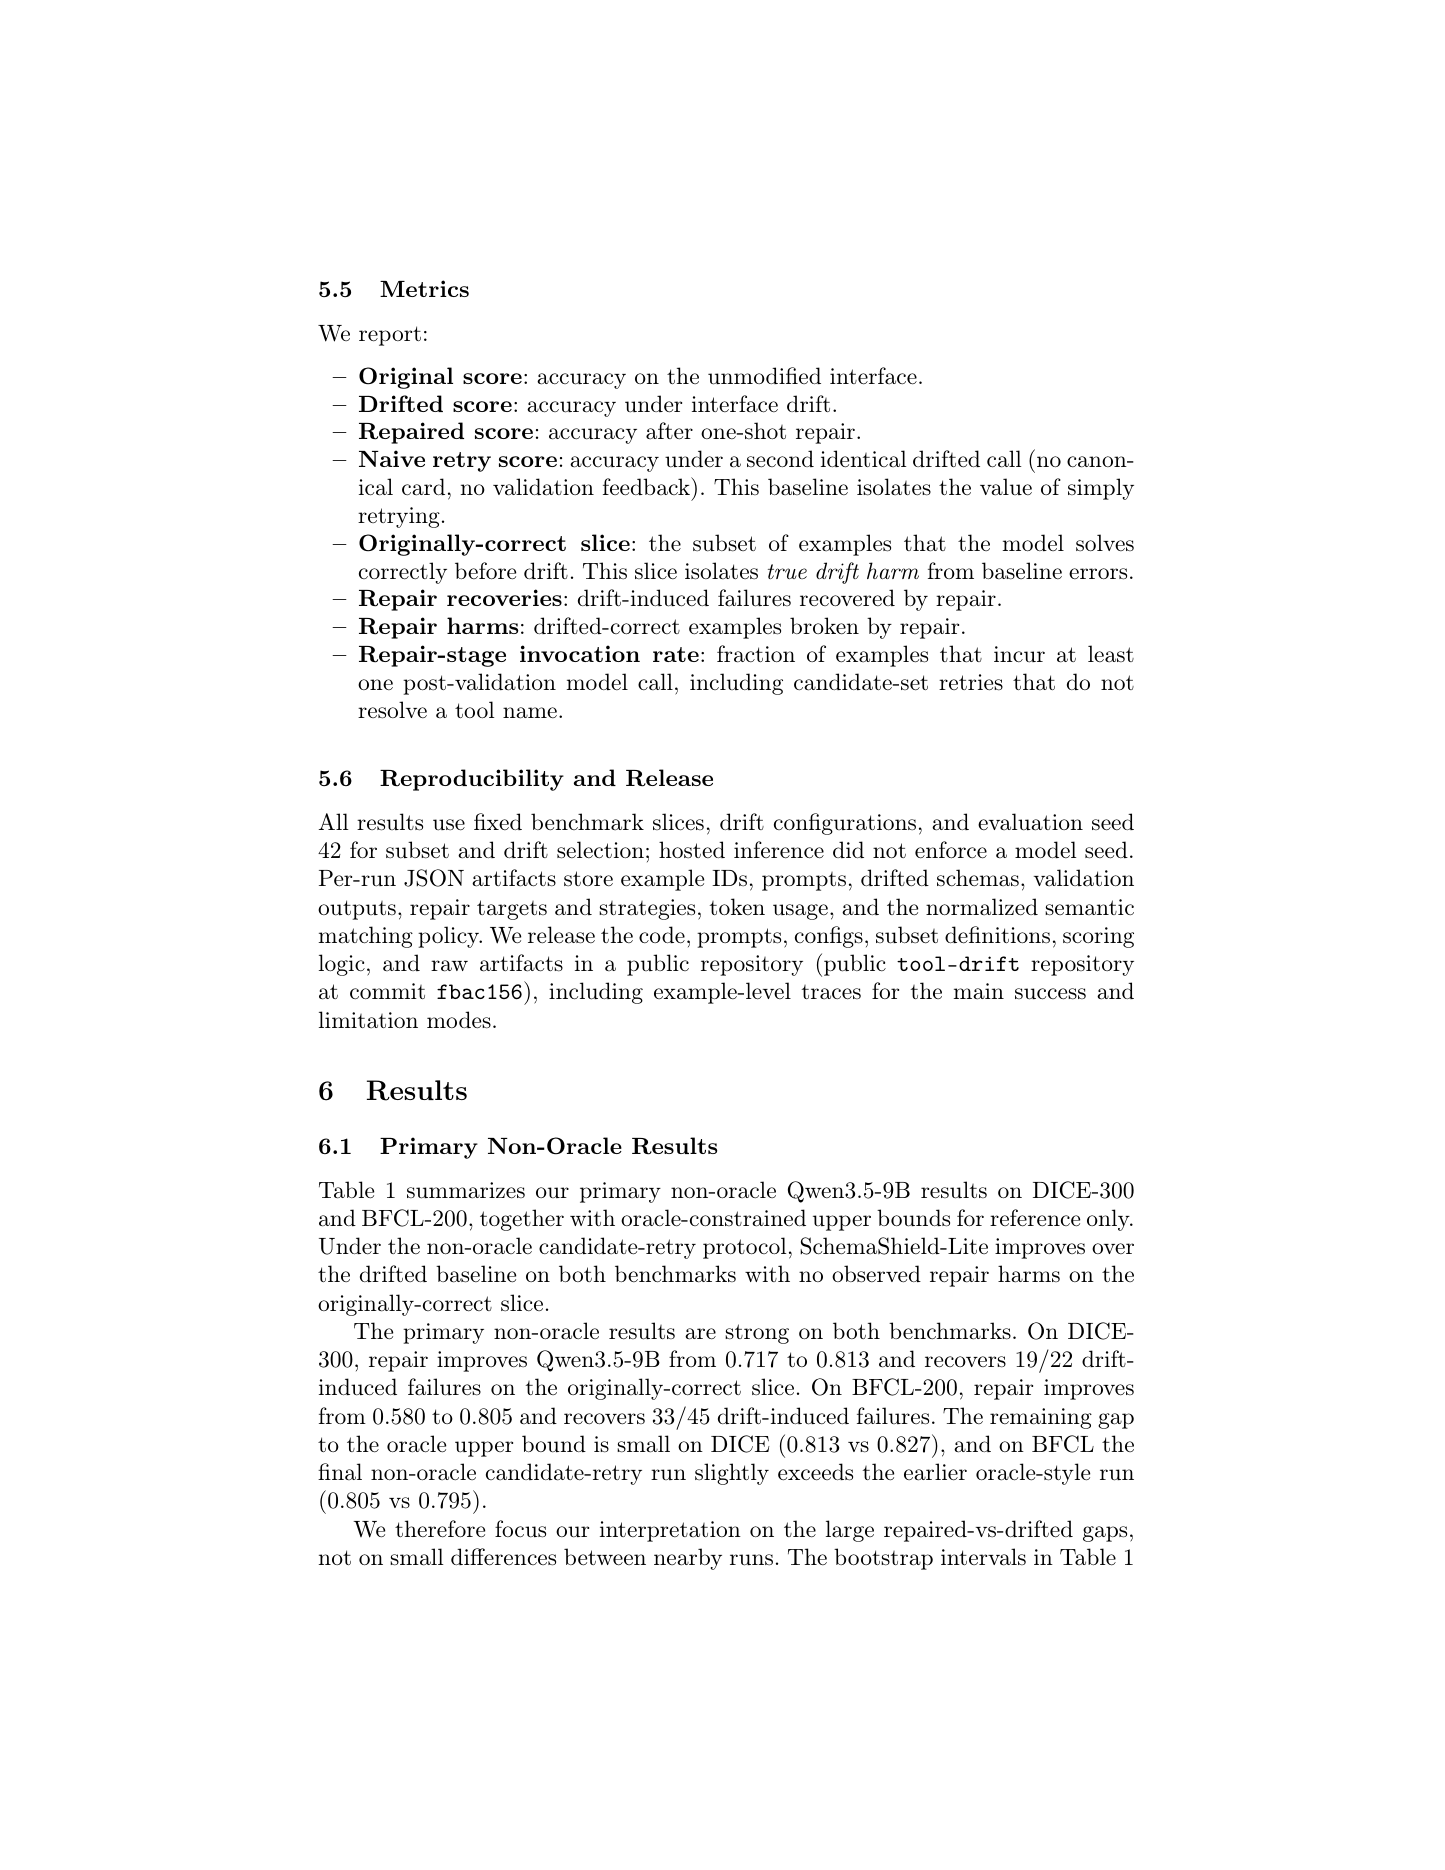 5.5 Metrics
We report:
– Original score: accuracy on the unmodified interface.
– Drifted score: accuracy under interface drift.
– Repaired score: accuracy after one-shot repair.
– Naive retry score: accuracy under a second identical drifted call (no canon-
ical card, no validation feedback). This baseline isolates the value of simply
retrying.
– Originally-correct slice: the subset of examples that the model solves
correctly before drift. This slice isolates true drift harm from baseline errors.
– Repair recoveries: drift-induced failures recovered by repair.
– Repair harms: drifted-correct examples broken by repair.
– Repair-stage invocation rate: fraction of examples that incur at least
one post-validation model call, including candidate-set retries that do not
resolve a tool name.
5.6 Reproducibility and Release
All results use fixed benchmark slices, drift configurations, and evaluation seed
42 for subset and drift selection; hosted inference did not enforce a model seed.
Per-run JSON artifacts store example IDs, prompts, drifted schemas, validation
outputs, repair targets and strategies, token usage, and the normalized semantic
matching policy. We release the code, prompts, configs, subset definitions, scoring
logic, and raw artifacts in a public repository (public tool-drift repository
at commit fbac156), including example-level traces for the main success and
limitation modes.
6 Results
6.1 Primary Non-Oracle Results
Table 1 summarizes our primary non-oracle Qwen3.5-9B results on DICE-300
and BFCL-200, together with oracle-constrained upper bounds for reference only.
Under the non-oracle candidate-retry protocol, SchemaShield-Lite improves over
the drifted baseline on both benchmarks with no observed repair harms on the
originally-correct slice.
The primary non-oracle results are strong on both benchmarks. On DICE-
300, repair improves Qwen3.5-9B from 0.717 to 0.813 and recovers 19/22 drift-
induced failures on the originally-correct slice. On BFCL-200, repair improves
from 0.580 to 0.805 and recovers 33/45 drift-induced failures. The remaining gap
to the oracle upper bound is small on DICE (0.813 vs 0.827), and on BFCL the
final non-oracle candidate-retry run slightly exceeds the earlier oracle-style run
(0.805 vs 0.795).
We therefore focus our interpretation on the large repaired-vs-drifted gaps,
not on small differences between nearby runs. The bootstrap intervals in Table 1